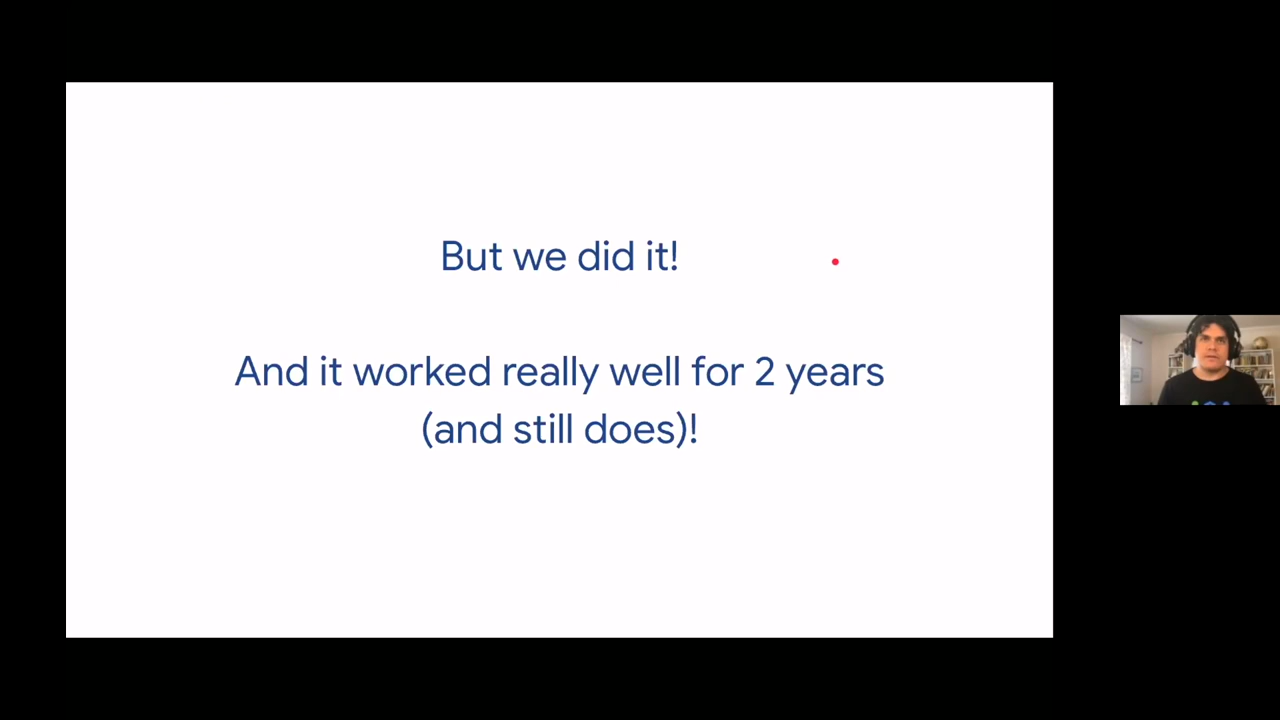 But we did it!
And it worked really well for 2 years
(and still does)!